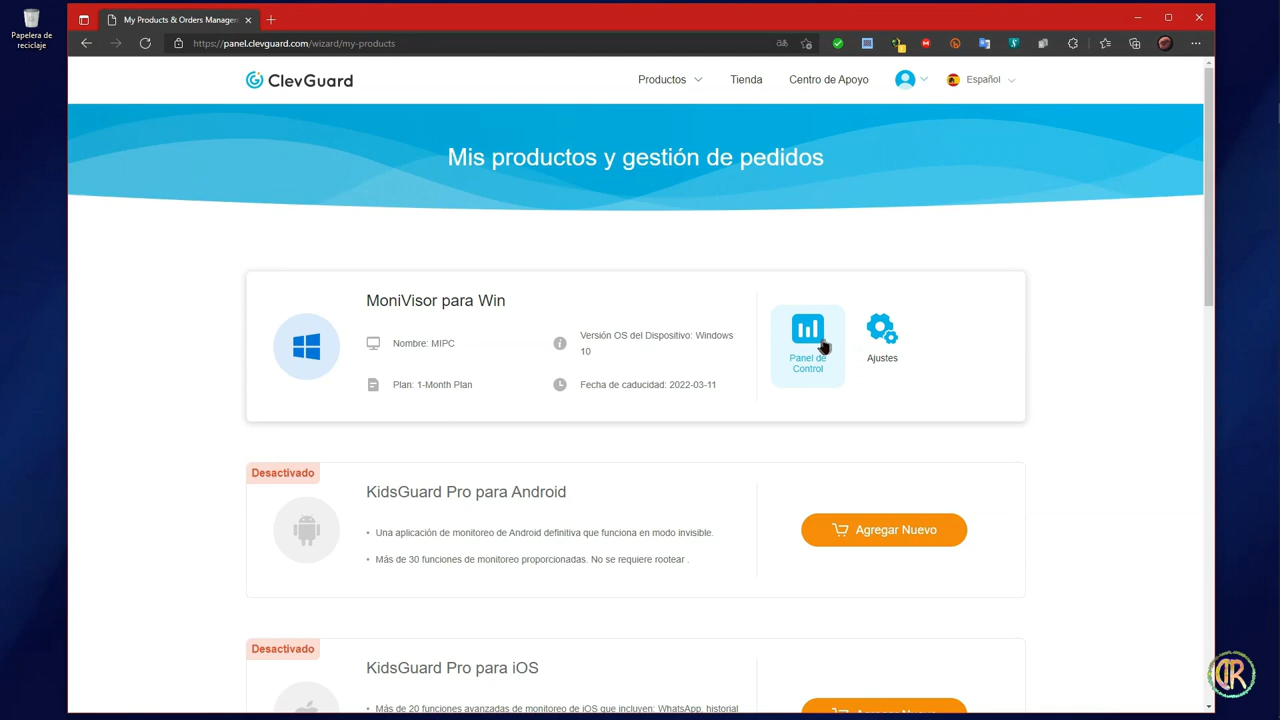 Papelera de
reciclaje
My Products & Orders Manager
https://panel.clevguard.com/wizard/my-products
ClevGuard
Productos
Tienda
Centro de Apoyo
Español
Mis productos y gestión de pedidos
MoniVisor para Win
Nombre: MIPC
Versión OS del Dispositivo: Windows
10
Plan: 1-Month Plan
Fecha de caducidad: 2022-03-11
Panel de
Control
Ajustes
Desactivado
KidsGuard Pro para Android
• Una aplicación de monitoreo de Android definitiva que funciona en modo invisible.
• Más de 30 funciones de monitoreo proporcionadas. No se requiere rootear .
Agregar Nuevo
Desactivado
KidsGuard Pro para iOS
• Más de 20 funciones avanzadas de monitoreo de iOS que incluyen: WhatsApp, historial